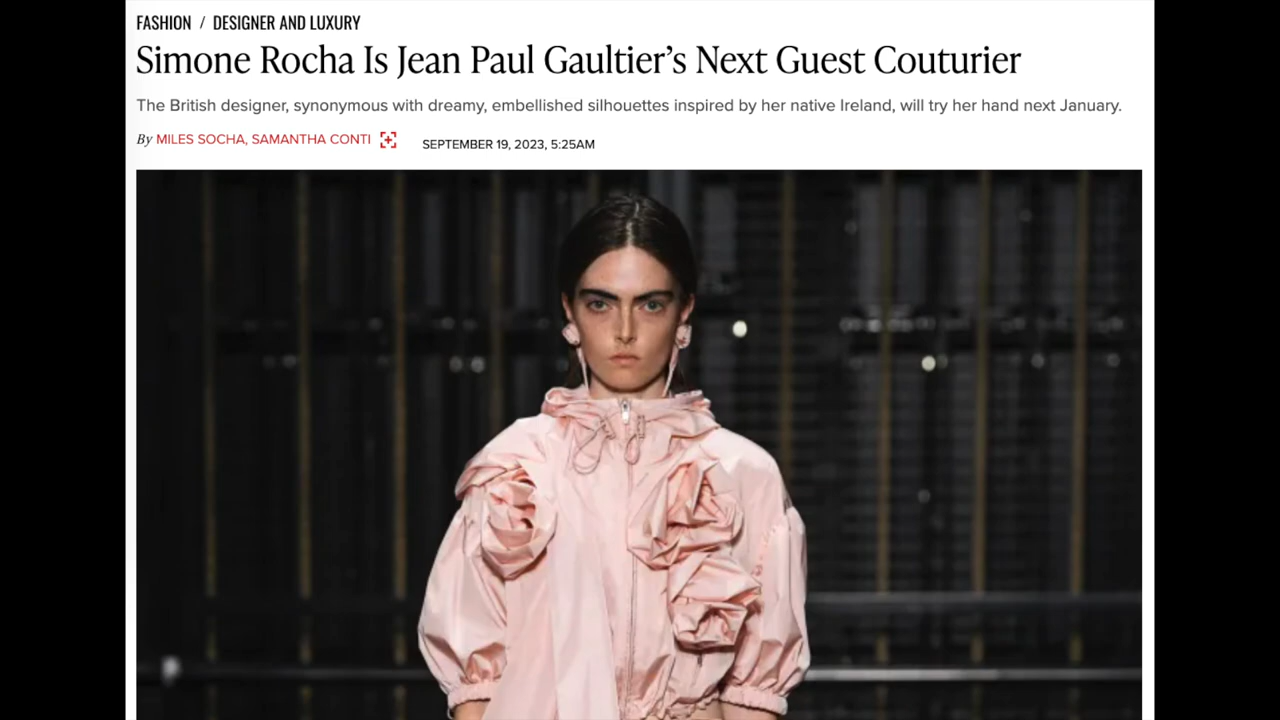 FASHION / DESIGNER AND LUXURY
Simone Rocha Is Jean Paul Gaultier’s Next Guest Couturier
The British designer, synonymous with dreamy, embellished silhouettes inspired by her native Ireland, will try her hand next January.
By MILES SOCHA, SAMANTHA CONTI SEPTEMBER 19, 2023, 5:25AM